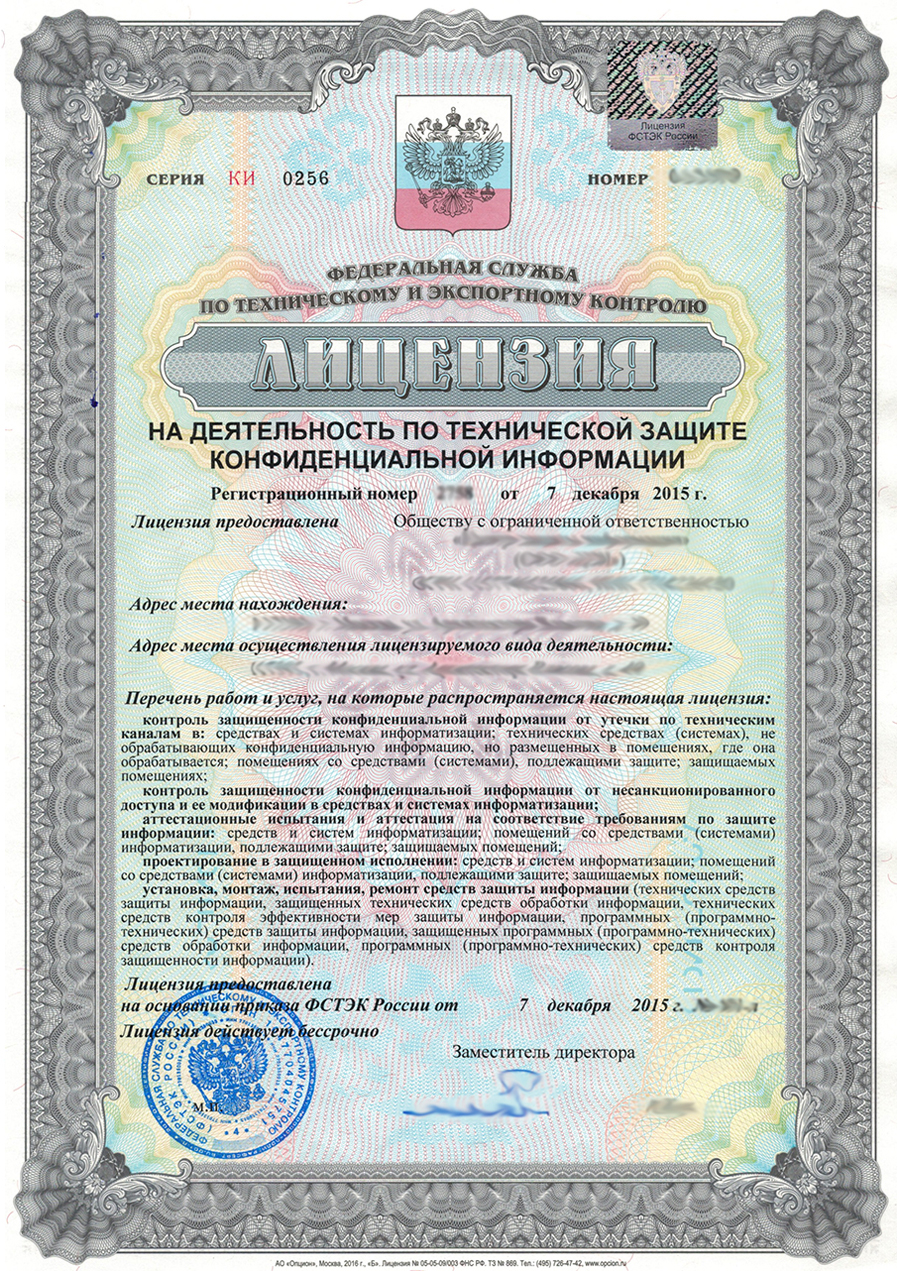 Лицензия
ФСТЭК России
СЕРИЯ КИ 0256
НОМЕР
ФЕДЕРАЛЬНАЯ СЛУЖБА
ПО ТЕХНИЧЕСКОМУ И ЭКСПОРТНОМУ КОНТРОЛЮ
ЛИЦЕНЗИЯ
НА ДЕЯТЕЛЬНОСТЬ ПО ТЕХНИЧЕСКОЙ ЗАЩИТЕ
КОНФИДЕНЦИАЛЬНОЙ ИНФОРМАЦИИ
Регистрационный номер от 7 декабря 2015 г.
Лицензия предоставлена Обществу с ограниченной ответственностью
Адрес места нахождения:
Адрес места осуществления лицензируемого вида деятельности:
Перечень работ и услуг, на которые распространяется настоящая лицензия:
контроль защищенности конфиденциальной информации от утечки по техническим
каналам в: средствах и системах информатизации; технических средствах (системах), не
обрабатывающих конфиденциальную информацию, но размещенных в помещениях, где она
обрабатывается; помещениях со средствами (системами), подлежащими защите; защищаемых
помещениях;
контроль защищенности конфиденциальной информации от несанкционированного
доступа и ее модификации в средствах и системах информатизации;
аттестационные испытания и аттестация на соответствие требованиям по защите
информации: средств и систем информатизации; помещений со средствами (системами)
информатизации, подлежащими защите; защищаемых помещений;
проектирование в защищенном исполнении: средств и систем информатизации; помещений
со средствами (системами) информатизации, подлежащими защите; защищаемых помещений;
установка, монтаж, испытания, ремонт средств защиты информации (технических средств
защиты информации, защищенных технических средств обработки информации, технических
средств контроля эффективности мер защиты информации, программных (программно-
технических) средств защиты информации, защищенных программных (программно-технических)
средств обработки информации, программных (программно-технических) средств контроля
защищенности информации).
Лицензия предоставлена
на основании приказа ФСТЭК России от 7 декабря 2015 г.
Лицензия действует бессрочно
Заместитель директора
М.П.
ФЕДЕРАЛЬНАЯ СЛУЖБА ПО ТЕХНИЧЕСКОМУ И ЭКСПОРТНОМУ КОНТРОЛЮ
(ФСТЭК РОССИИ)
АО «Опцион», Москва, 2016 г., «Б». Лицензия № 05-05-09/003 ФНС РФ. ТЗ № 869. Тел.: (495) 726-47-42, www.opcion.ru